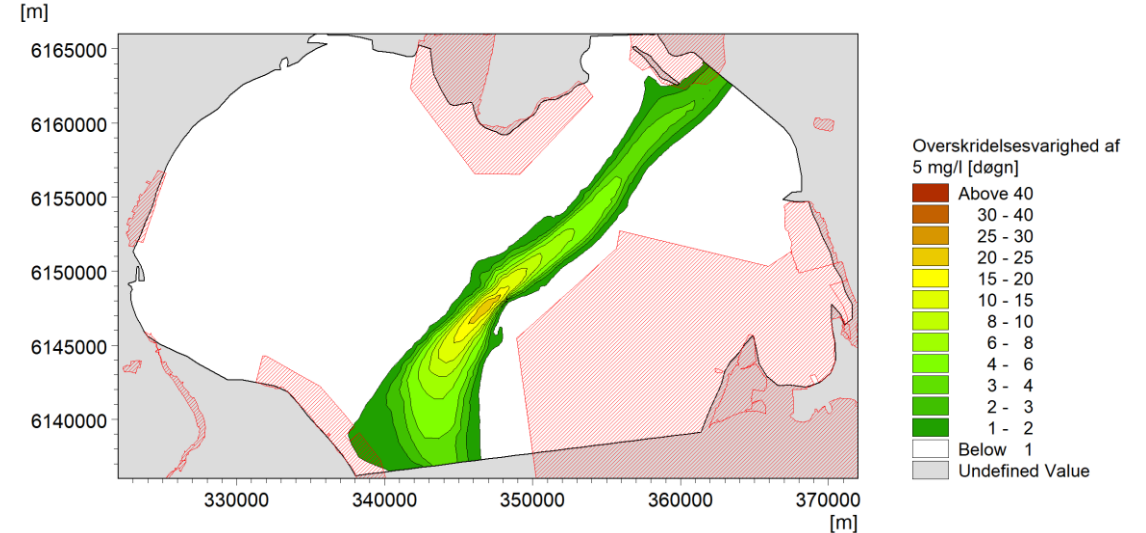 [m]
6165000
6160000
6155000
6150000
6145000
6140000
330000 340000 350000 360000 370000
[m]
Overskridelsesvarighed af
5 mg/l [døgn]
Above 40
30 - 40
25 - 30
20 - 25
15 - 20
10 - 15
8 - 10
6 - 8
4 - 6
3 - 4
2 - 3
1 - 2
Below 1
Undefined Value